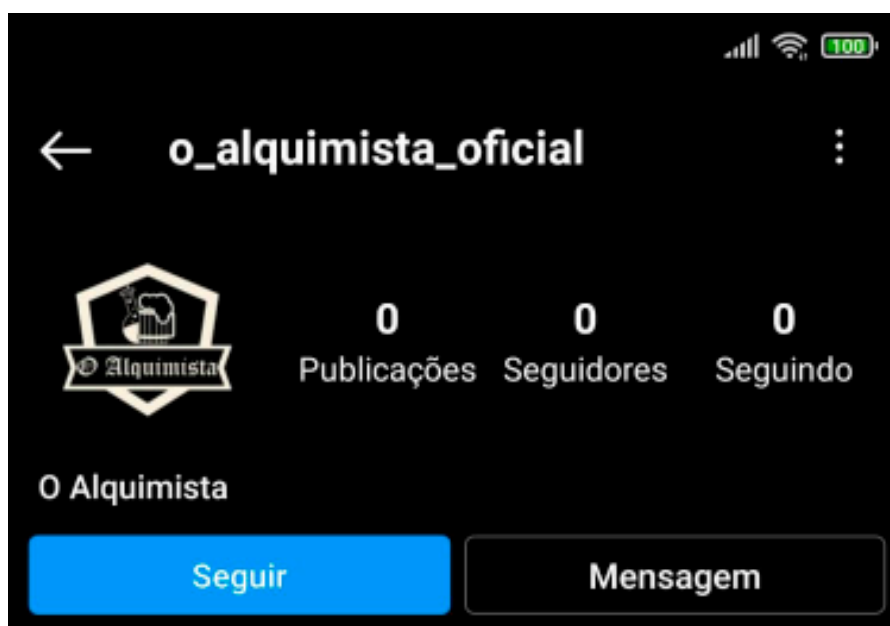 100
o_alquimista_oficial
0 0 0
Publicações Seguidores Seguindo
O Alquimista
O Alquimista
Seguir Mensagem